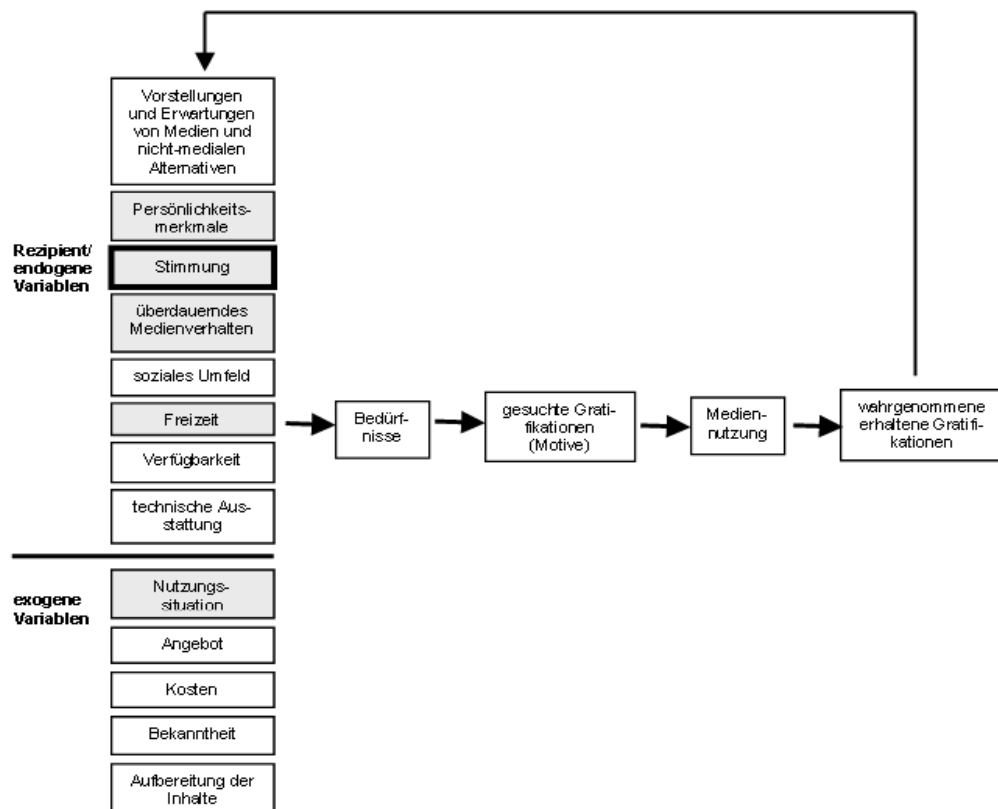 Vorstellungen
und Erwartungen
von Medien und
nicht-medialen
Alternativen
Persönlichkeits-
merkmale
Rezipient/
endogene
Variablen
Stimmung
überdauerndes
Medienverhalten
soziales Umfeld
Freizeit
Bedürf-
nisse
gesuchte Grati-
fikationen
(Motive)
Medien-
nutzung
wahrgenommene
erhaltene Gratifi-
kationen
Verfügbarkeit
technische Aus-
stattung
exogene
Variablen
Nutzungs-
situation
Angebot
Kosten
Bekanntheit
Aufbereitung der
Inhalte